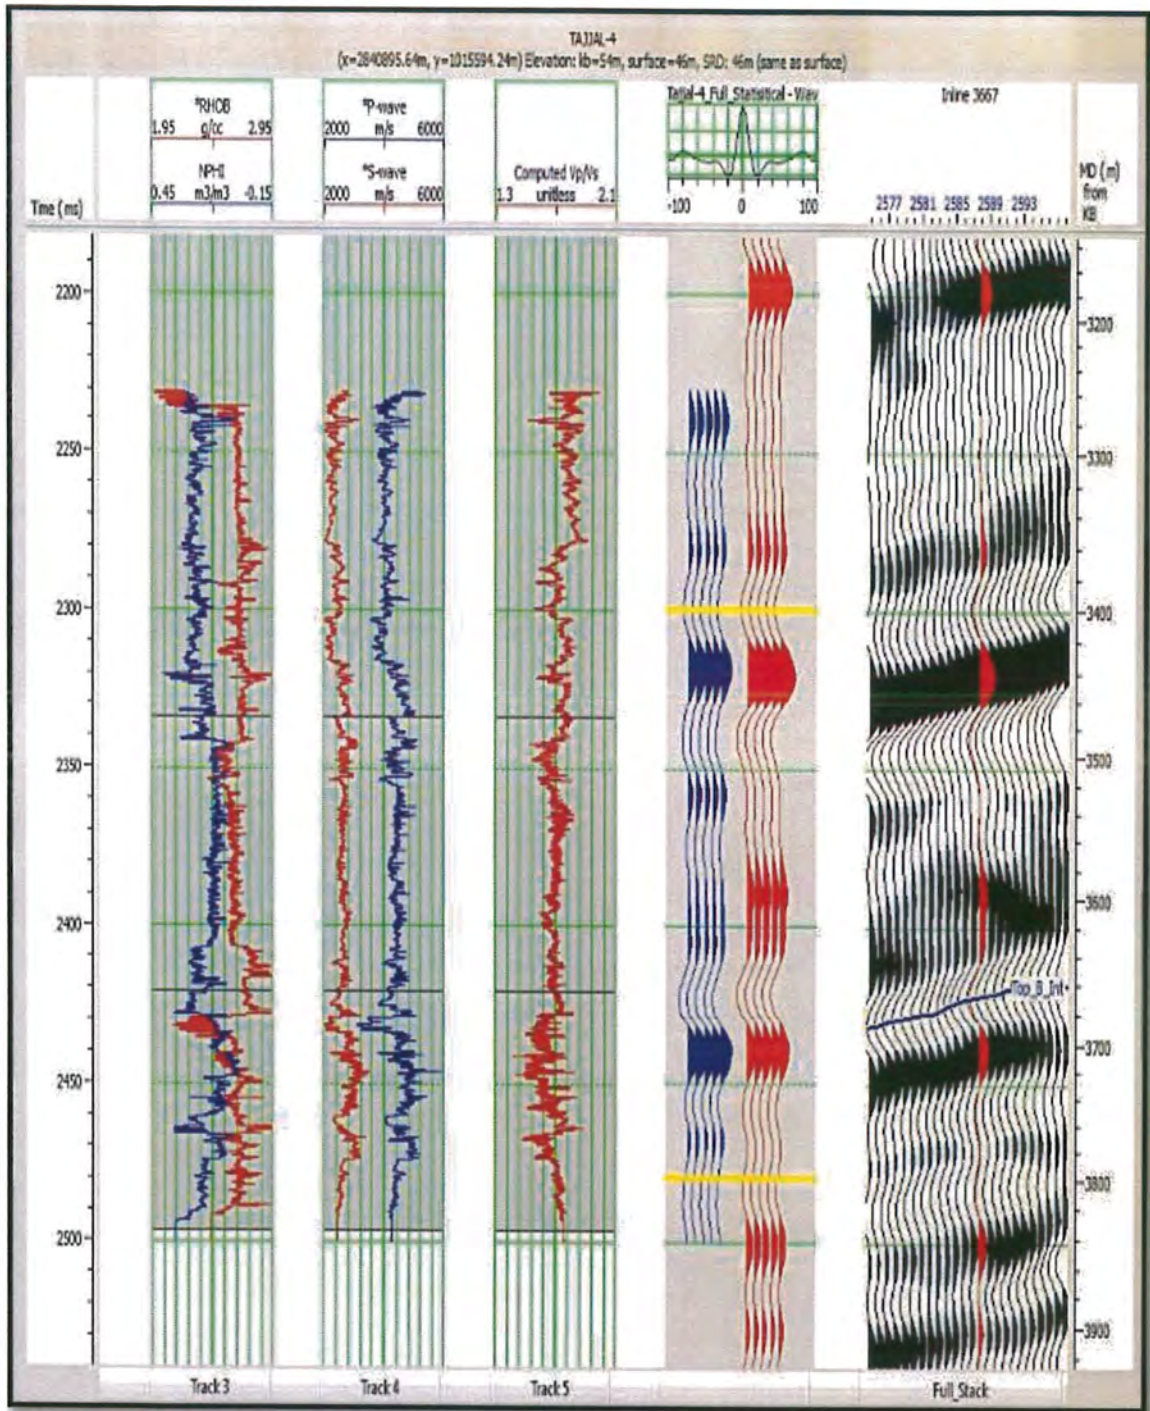 TAJJAL-4
(x=2840895.64m, y=1015594.24m) Elevation: kb=54m, surface=46m, SRD: 46m (same as surface)
*RHOB
1.95 g/cc 2.95
NPHI
0.45 m3/m3 -0.15
*P-wave
2000 m/s 6000
*S-wave
2000 m/s 6000
Computed Vp/Vs
1.3 unitless 2.1
Tajjal-4_Full_Statisitical - Wav
-100 0 100
Inline 3667
2577 2581 2585 2589 2593
MD (m)
from
KB
Time (ms)
2200
2250
2300
2350
2400
2450
2500
3200
3300
3400
3500
3600
Top_B_Int
3700
3800
3900
Track 3
Track 4
Track 5
Full_Stack